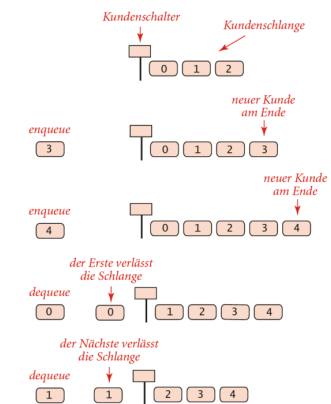 Kundenschalter
Kundenschlange
0 1 2
neuer Kunde
am Ende
enqueue
3
0 1 2 3
neuer Kunde
am Ende
enqueue
4
0 1 2 3 4
der Erste verlässt
die Schlange
dequeue
0
0
1 2 3 4
der Nächste verlässt
die Schlange
dequeue
1
1
2 3 4